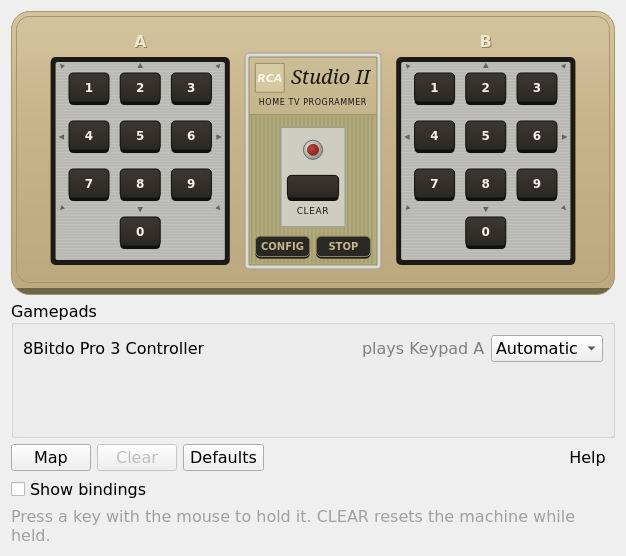 A
B
RCA Studio II
HOME TV PROGRAMMER
1 2 3
4 5 6
7 8 9
0
CLEAR
CONFIG STOP
1 2 3
4 5 6
7 8 9
0
Gamepads
8Bitdo Pro 3 Controller plays Keypad A Automatic
Map Clear Defaults Help
Show bindings
Press a key with the mouse to hold it. CLEAR resets the machine while
held.